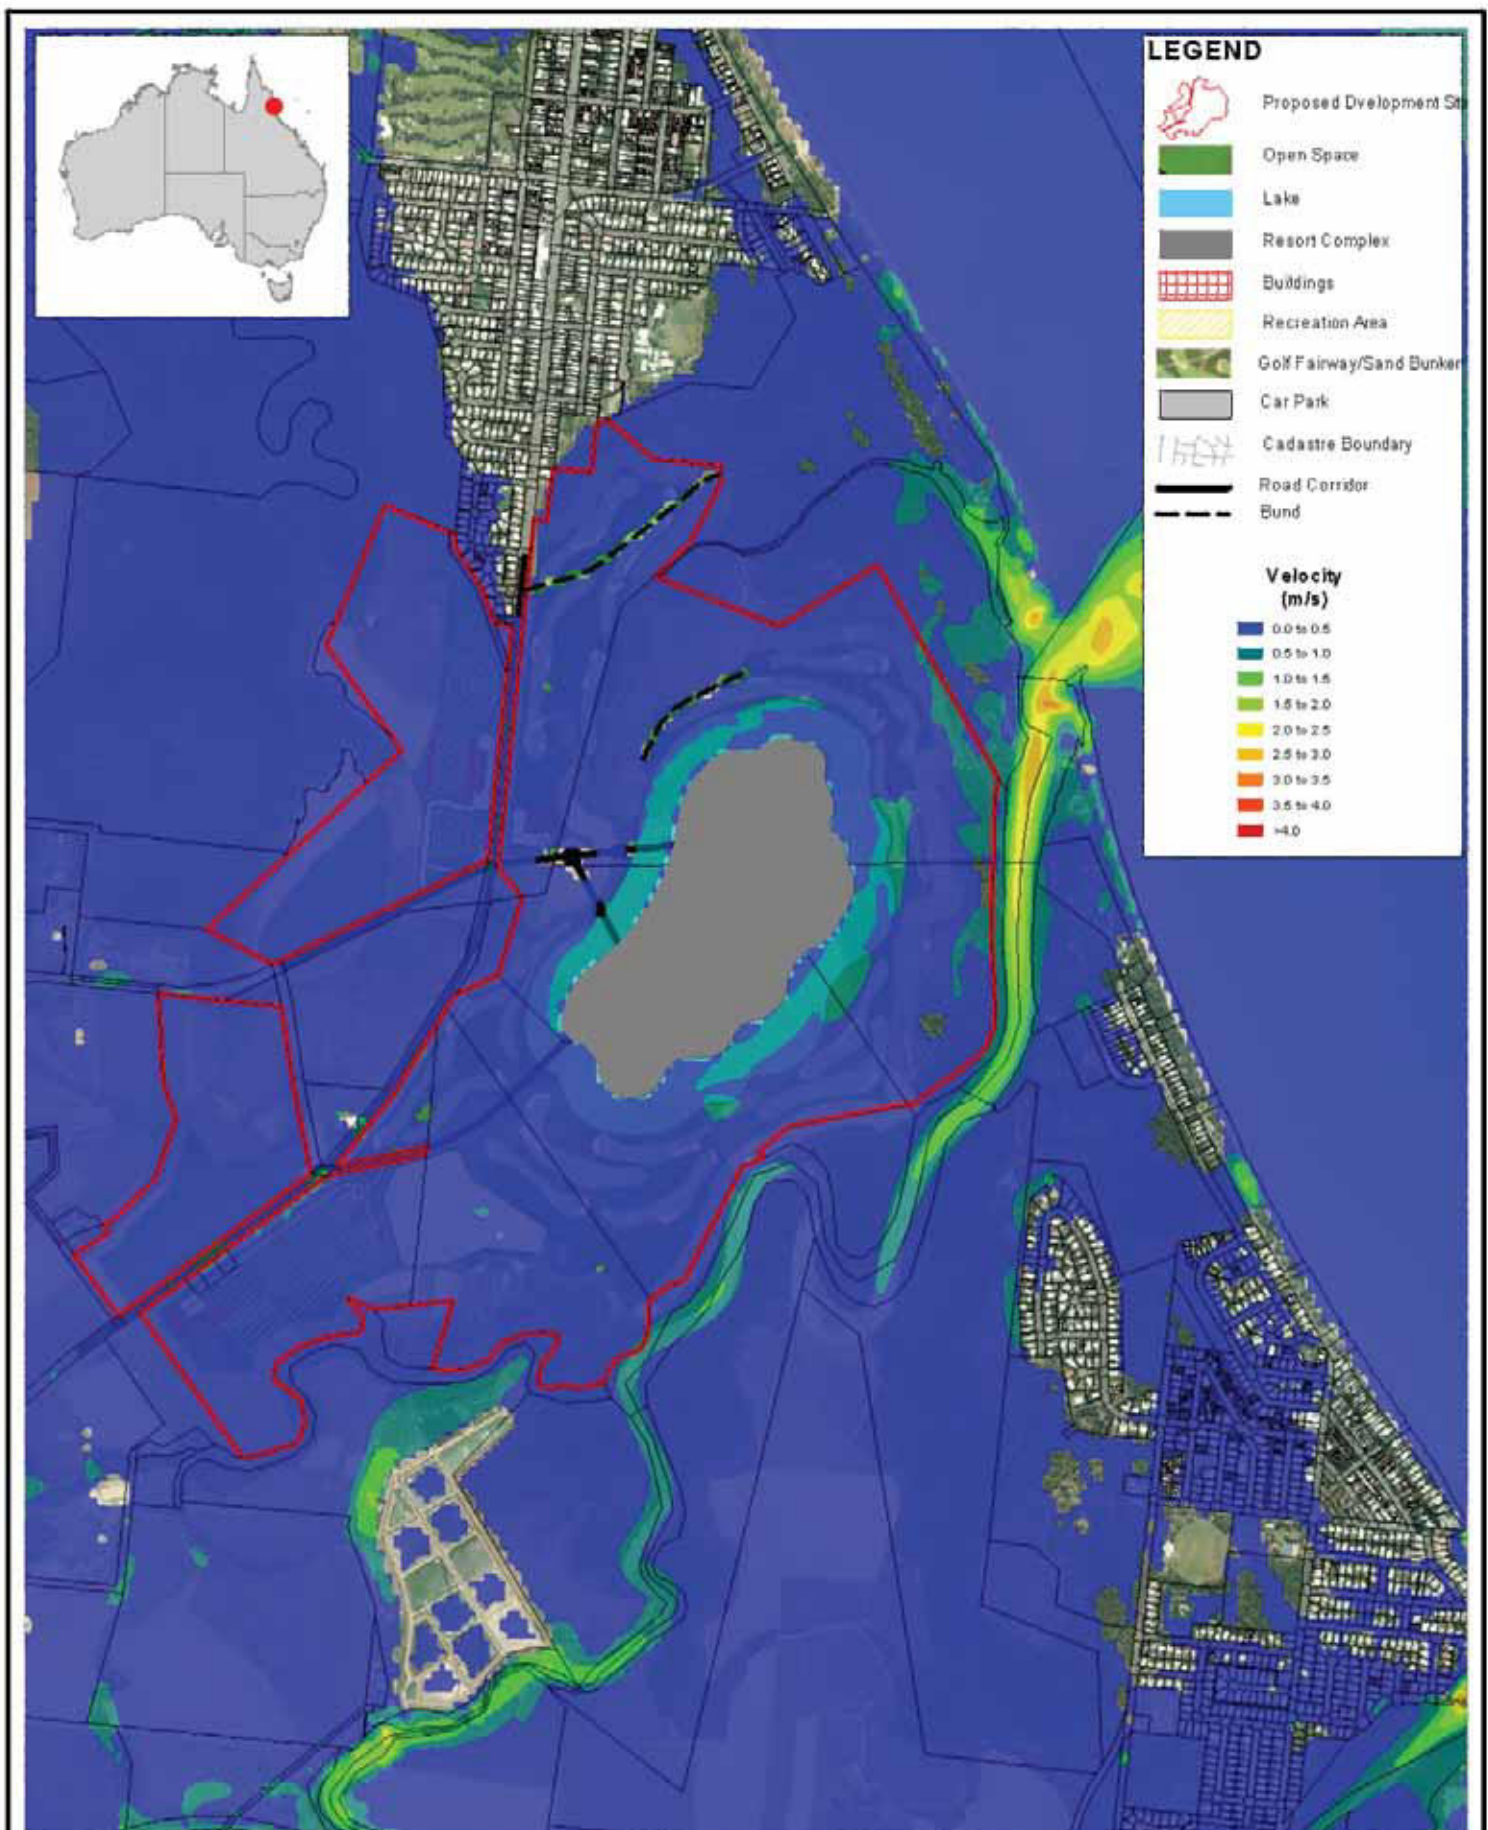 LEGEND
Proposed Dvelopment Site
Open Space
Lake
Resort Complex
Buildings
Recreation Area
Golf Fairway/Sand Bunker
Car Park
Cadastre Boundary
Road Corridor
Bund
Velocity
(m/s)
0.0 to 0.5
0.5 to 1.0
1.0 to 1.5
1.5 to 2.0
2.0 to 2.5
2.5 to 3.0
3.0 to 3.5
3.5 to 4.0
>4.0